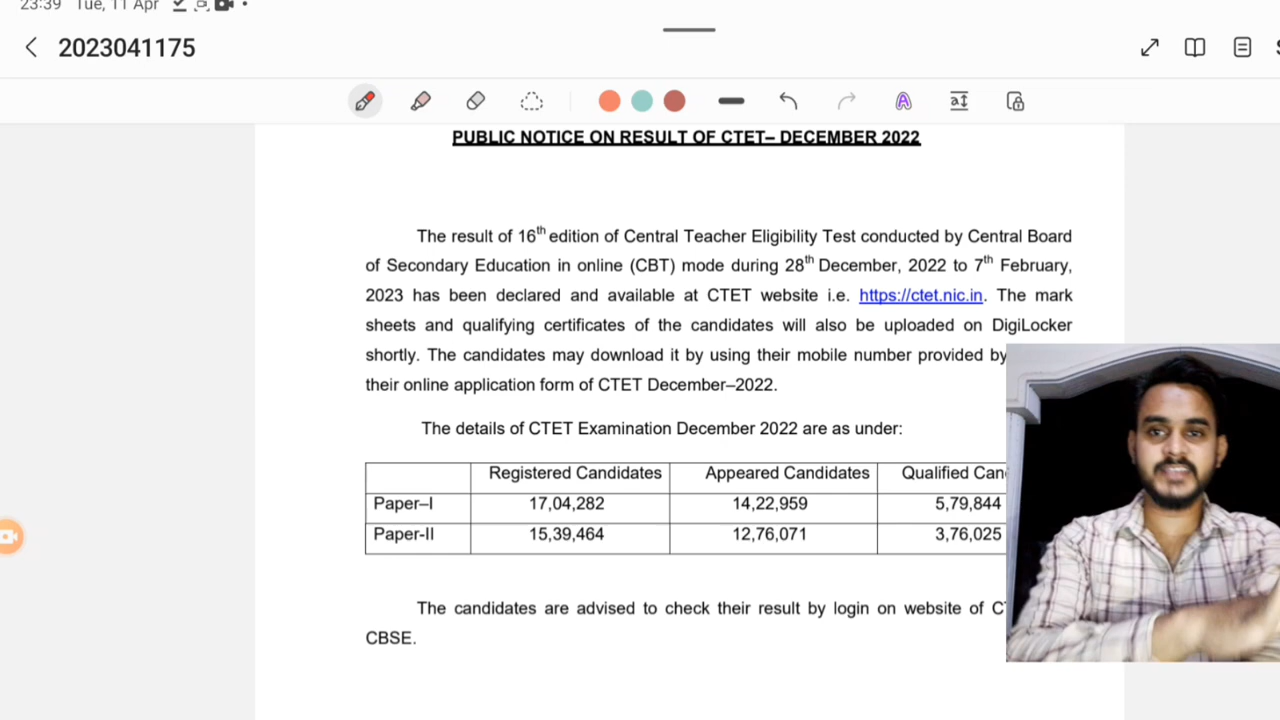 23:39 Tue, 11 Apr
2023041175
PUBLIC NOTICE ON RESULT OF CTET– DECEMBER 2022
The result of 16th edition of Central Teacher Eligibility Test conducted by Central Board
of Secondary Education in online (CBT) mode during 28th December, 2022 to 7th February,
2023 has been declared and available at CTET website i.e. https://ctet.nic.in. The mark
sheets and qualifying certificates of the candidates will also be uploaded on DigiLocker
shortly. The candidates may download it by using their mobile number provided by
their online application form of CTET December–2022.
The details of CTET Examination December 2022 are as under:
Registered Candidates Appeared Candidates Qualified Can
Paper–I 17,04,282 14,22,959 5,79,844
Paper-II 15,39,464 12,76,071 3,76,025
The candidates are advised to check their result by login on website of
CBSE.